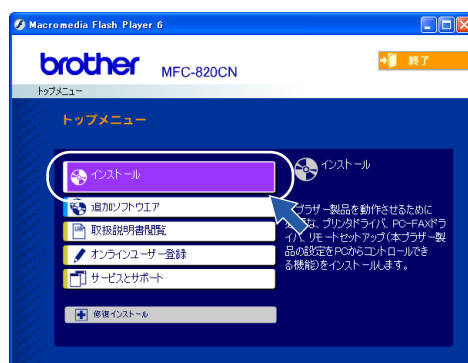 Macromedia Flash Player 6
brother MFC-820CN
終了
トップメニュー
トップメニュー
インストール
追加ソフトウエア
取扱説明書閲覧
オンラインユーザー登録
サービスとサポート
修復インストール
インストール
ブラザー製品を動作させるために
必要な、プリンタドライバ、PC-FAXドラ
イバ、リモートセットアップ(本ブラザー製
品の設定をPCからコントロールでき
る機能)をインストールします。